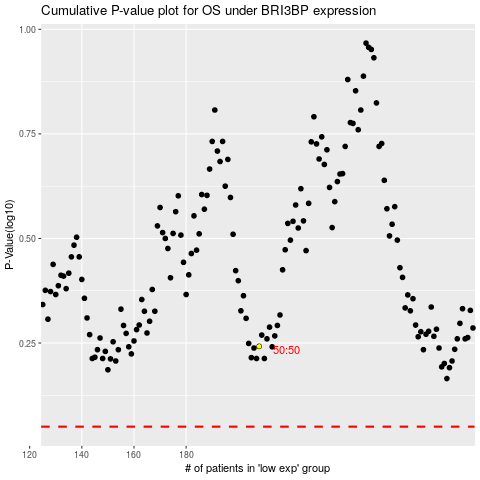 Cumulative P-value plot for OS under BRI3BP expression
1.00
0.75
0.50
0.25
P-Value(log10)
50:50
120 140 160 180
# of patients in 'low exp' group